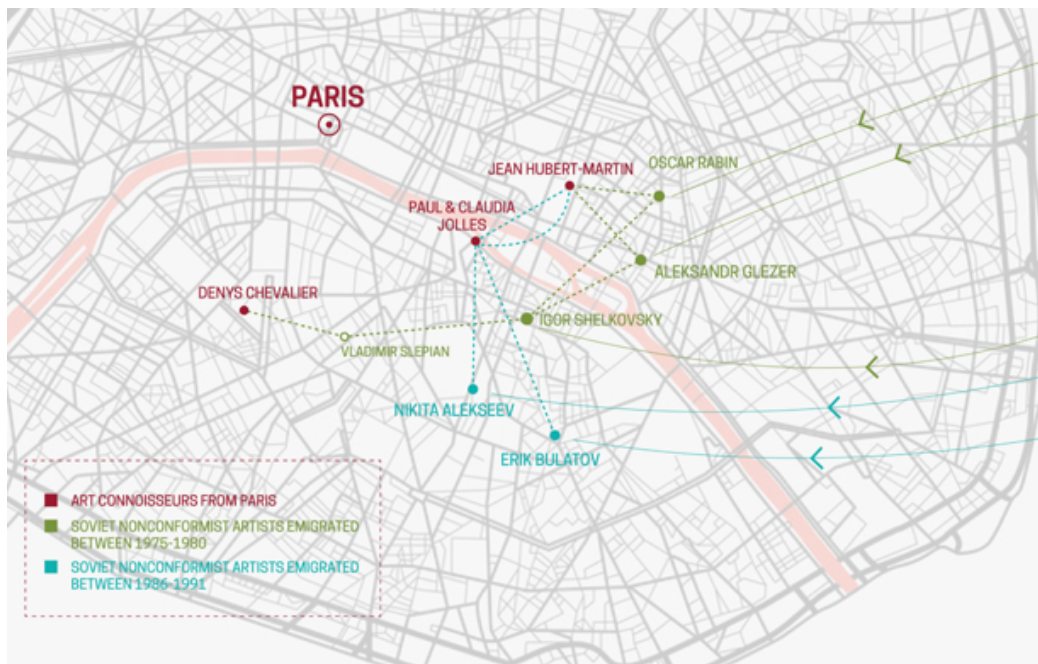 PARIS
JEAN HUBERT-MARTIN
OSCAR RABIN
PAUL & CLAUDIA
JOLLES
ALEKSANDR GLEZER
DENYS CHEVALIER
IGOR SHELKOVSKY
VLADIMIR SLEPIAN
NIKITA ALEKSEEV
ERIK BULATOV
ART CONNOISSEURS FROM PARIS
SOVIET NONCONFORMIST ARTISTS EMIGRATED
BETWEEN 1975-1980
SOVIET NONCONFORMIST ARTISTS EMIGRATED
BETWEEN 1986-1991